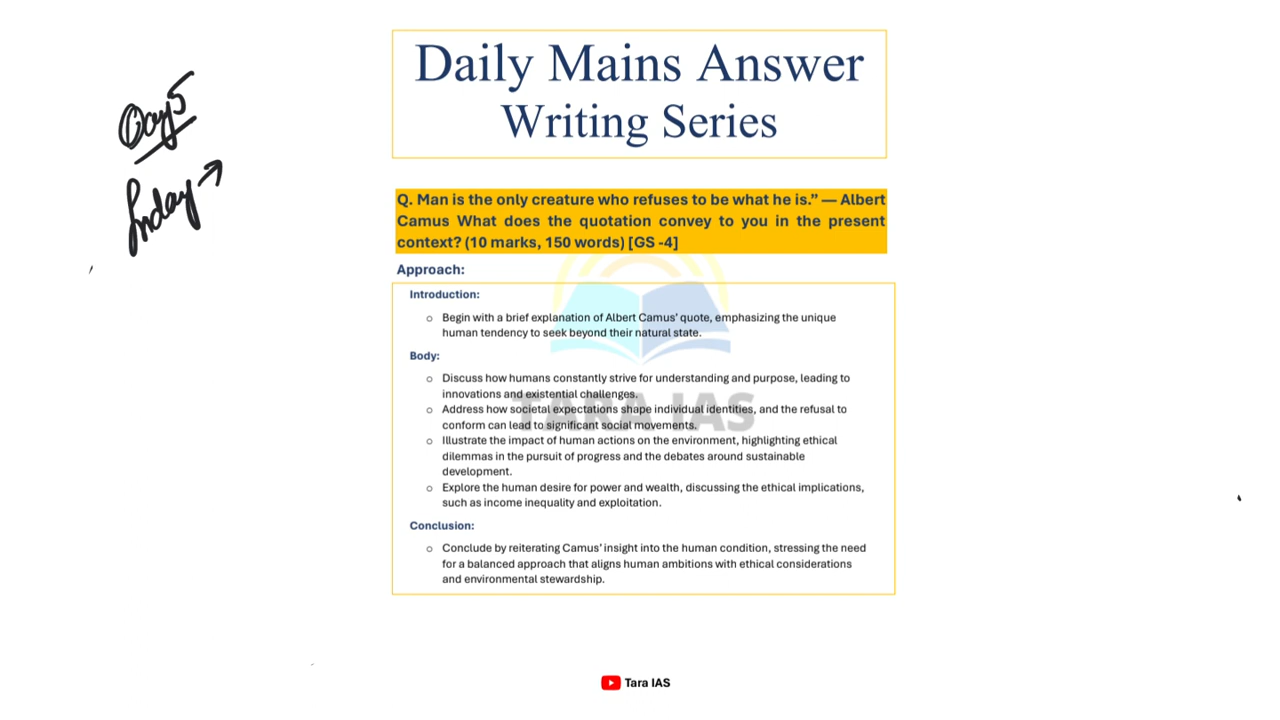 Daily Mains Answer
Writing Series
Day 5
Q. Man is the only creature who refuses to be what he is.” — Albert
Camus What does the quotation convey to you in the present
context? (10 marks, 150 words) [GS -4]
Approach:
Introduction:
o Begin with a brief explanation of Albert Camus’ quote, emphasizing the unique
human tendency to seek beyond their natural state.
Body:
o Discuss how humans constantly strive for understanding and purpose, leading to
innovations and existential challenges.
o Address how societal expectations shape individual identities, and the refusal to
conform can lead to significant social movements.
o Illustrate the impact of human actions on the environment, highlighting ethical
dilemmas in the pursuit of progress and the debates around sustainable
development.
o Explore the human desire for power and wealth, discussing the ethical implications,
such as income inequality and exploitation.
Conclusion:
o Conclude by reiterating Camus’ insight into the human condition, stressing the need
for a balanced approach that aligns human ambitions with ethical considerations
and environmental stewardship.
TARA IAS
Tara IAS